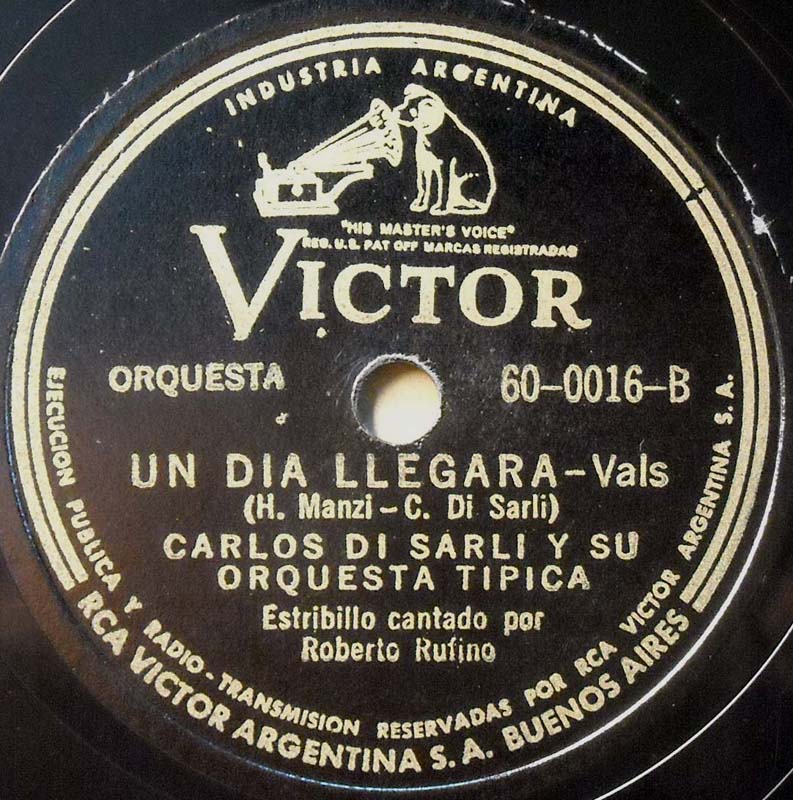 INDUSTRIA ARGENTINA
"HIS MASTER'S VOICE"
REG. U.S. PAT OFF MARCAS REGISTRADAS
VICTOR
ORQUESTA
60-0016-B
UN DIA LLEGARA-Vals
(H. Manzi-C. Di Sarli)
CARLOS DI SARLI Y SU
ORQUESTA TIPICA
Estribillo cantado por
Roberto Rufino
EJECUCION PUBLICA Y RADIO-TRANSMISION RESERVADAS POR RCA VICTOR ARGENTINA S. A.
RCA VICTOR ARGENTINA S. A. BUENOS AIRES